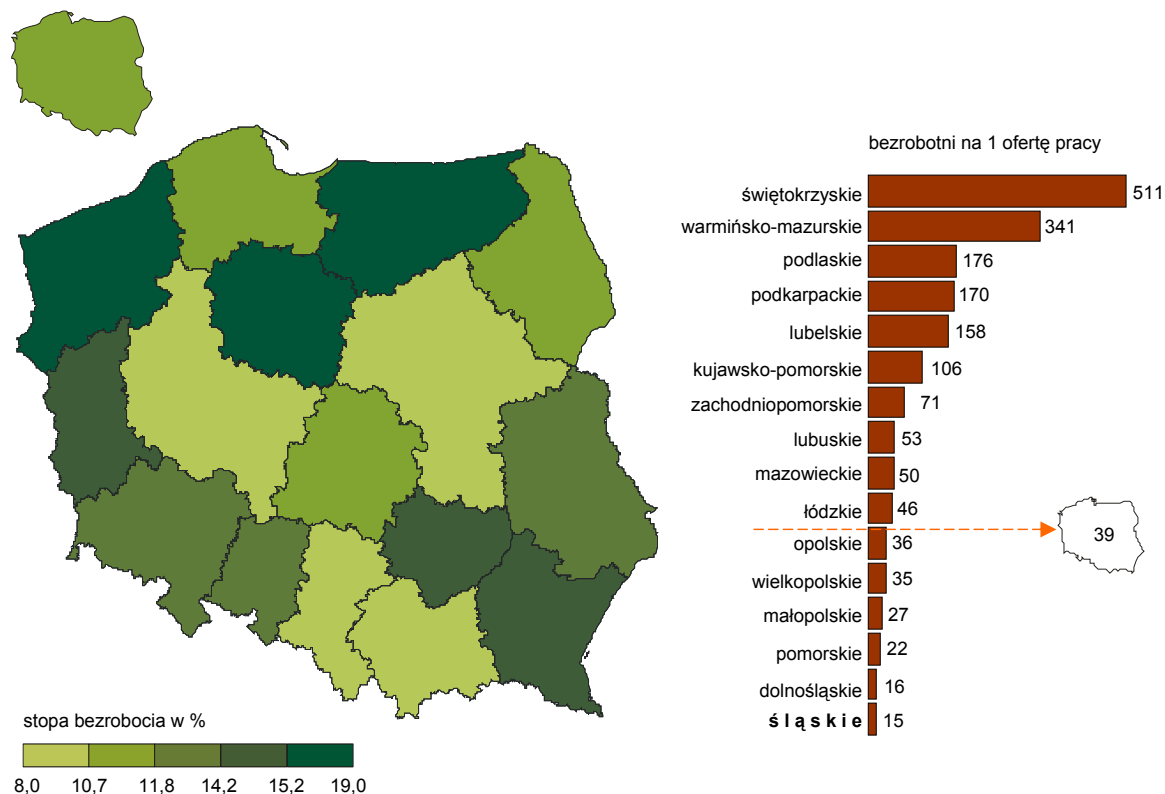 bezrobotni na 1 ofertę pracy
świętokrzyskie 511
warmińsko-mazurskie 341
podlaskie 176
podkarpackie 170
lubelskie 158
kujawsko-pomorskie 106
zachodniopomorskie 71
lubuskie 53
mazowieckie 50
łódzkie 46
39
opolskie 36
wielkopolskie 35
małopolskie 27
pomorskie 22
dolnośląskie 16
śląskie 15
stopa bezrobocia w %
8,0 10,7 11,8 14,2 15,2 19,0